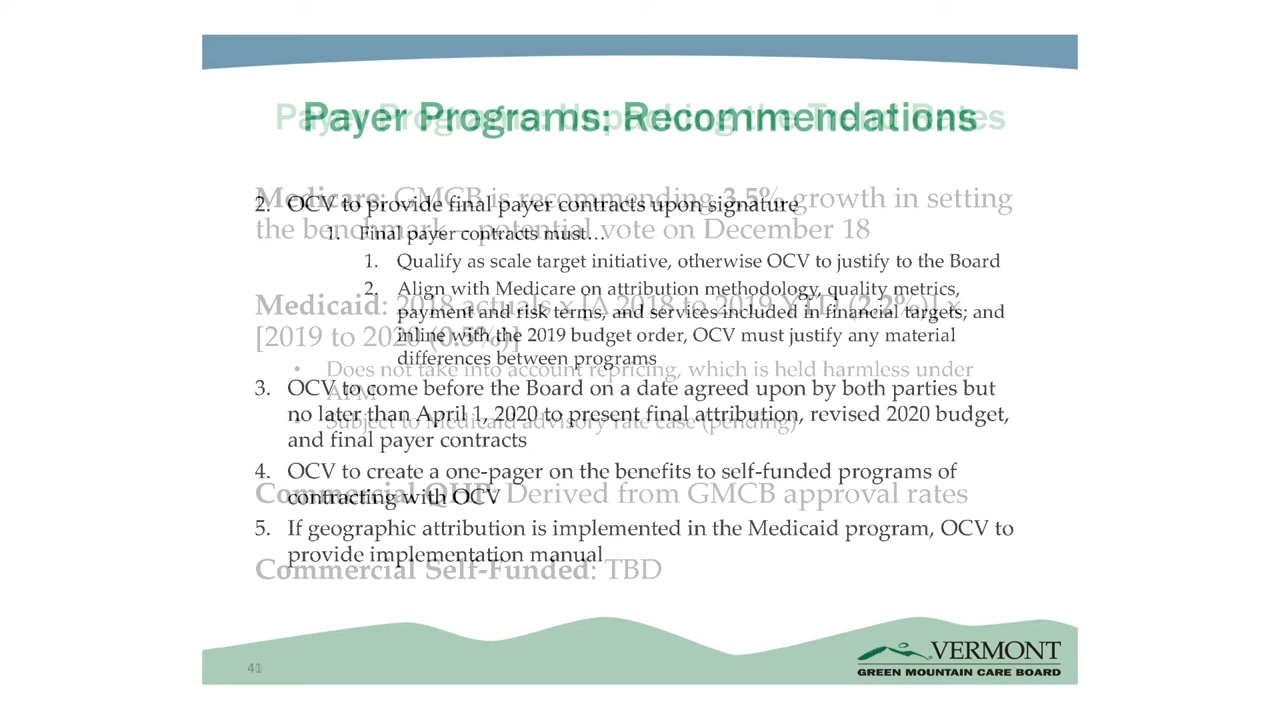 Payer Programs: Recommendations
Payer Programs: Unpacking the Trend Rates
2. OCV to provide final payer contracts upon signature
1. Final payer contracts must…
1. Qualify as scale target initiative, otherwise OCV to justify to the Board
2. Align with Medicare on attribution methodology, quality metrics,
payment and risk terms, and services included in financial targets; and
inline with the 2019 budget order, OCV must justify any material
differences between programs
3. OCV to come before the Board on a date agreed upon by both parties but
no later than April 1, 2020 to present final attribution, revised 2020 budget,
and final payer contracts
4. OCV to create a one-pager on the benefits to self-funded programs of
contracting with OCV
5. If geographic attribution is implemented in the Medicaid program, OCV to
provide implementation manual
Medicare: GMCB is recommending 3.5% growth in setting
the benchmark – potential vote on December 18
Medicaid: 2018 actuals x [Δ 2018 to 2019 YTD (2.2%)] x
[2019 to 2020 (0.5%)]
• Does not take into account repricing, which is held harmless under
APM
• Subject to Medicaid advisory rate case (pending)
Commercial QHP: Derived from GMCB approval rates
Commercial Self-Funded: TBD
41
VERMONT
GREEN MOUNTAIN CARE BOARD